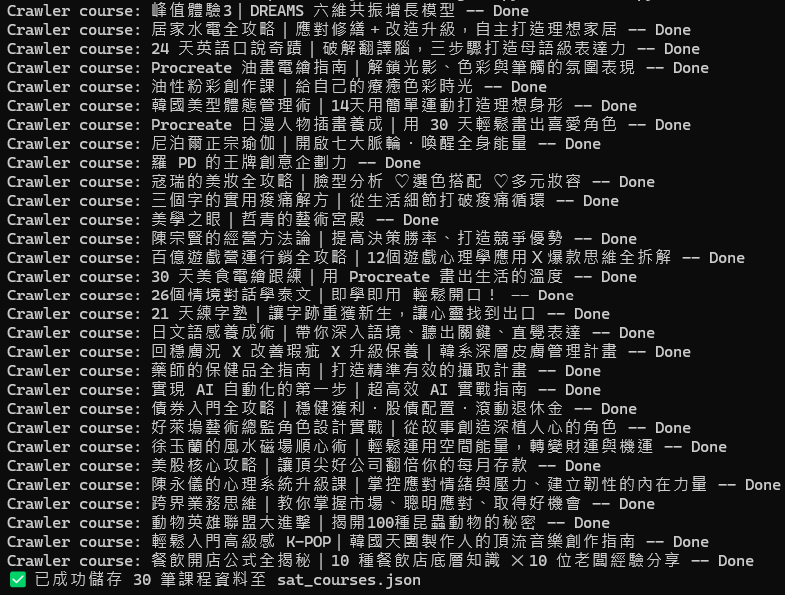 Crawler course: 峰值體驗3｜DREAMS 六維共振增長模型 -- Done
Crawler course: 居家水電全攻略｜應對修繕＋改造升級，自主打造理想家居 -- Done
Crawler course: 24 天英語口說奇蹟｜破解翻譯腦，三步驟打造母語級表達力 -- Done
Crawler course: Procreate 油畫電繪指南｜解鎖光影、色彩與筆觸的氛圍表現 -- Done
Crawler course: 油性粉彩創作課｜給自己的療癒色彩時光 -- Done
Crawler course: 韓國美型體態管理術｜14天用簡單運動打造理想身形 -- Done
Crawler course: Procreate 日漫人物插畫養成｜用 30 天輕鬆畫出喜愛角色 -- Done
Crawler course: 尼泊爾正宗瑜伽｜開啟七大脈輪．喚醒全身能量 -- Done
Crawler course: 羅 PD 的王牌創意企劃力 -- Done
Crawler course: 寇瑞的美妝全攻略｜臉型分析 ♡選色搭配 ♡多元妝容 -- Done
Crawler course: 三個字的實用痠痛解方｜從生活細節打破痠痛循環 -- Done
Crawler course: 美學之眼｜哲青的藝術宮殿 -- Done
Crawler course: 陳宗賢的經營方法論｜提高決策勝率、打造競爭優勢 -- Done
Crawler course: 百億遊戲營運行銷全攻略｜12個遊戲心理學應用Ｘ爆款思維全拆解 -- Done
Crawler course: 30 天美食電繪跟練｜用 Procreate 畫出生活的溫度 -- Done
Crawler course: 26個情境對話學泰文｜即學即用 輕鬆開口！ -- Done
Crawler course: 21 天練字塾｜讓字跡重獲新生，讓心靈找到出口 -- Done
Crawler course: 日文語感養成術｜帶你深入語境、聽出關鍵、直覺表達 -- Done
Crawler course: 回穩膚況 X 改善瑕疵 X 升級保養｜韓系深層皮膚管理計畫 -- Done
Crawler course: 藥師的保健品全指南｜打造精準有效的攝取計畫 -- Done
Crawler course: 實現 AI 自動化的第一步｜超高效 AI 實戰指南 -- Done
Crawler course: 債券入門全攻略｜穩健獲利．股債配置．滾動退休金 -- Done
Crawler course: 好萊塢藝術總監角色設計實戰｜從故事創造深植人心的角色 -- Done
Crawler course: 徐玉蘭的風水磁場順心術｜輕鬆運用空間能量，轉變財運與機運 -- Done
Crawler course: 美股核心攻略｜讓頂尖好公司翻倍你的每月存款 -- Done
Crawler course: 陳永儀的心理系統升級課｜掌控應對情緒與壓力、建立韌性的內在力量 -- Done
Crawler course: 跨界業務思維｜教你掌握市場、聰明應對、取得好機會 -- Done
Crawler course: 動物英雄聯盟大進擊｜揭開100種昆蟲動物的秘密 -- Done
Crawler course: 輕鬆入門高級感 K-POP｜韓國天團製作人的頂流音樂創作指南 -- Done
Crawler course: 餐飲開店公式全揭秘｜10 種餐飲店底層知識 ╳ 10 位老闆經驗分享 -- Done
✅ 已成功儲存 30 筆課程資料至 sat_courses.json